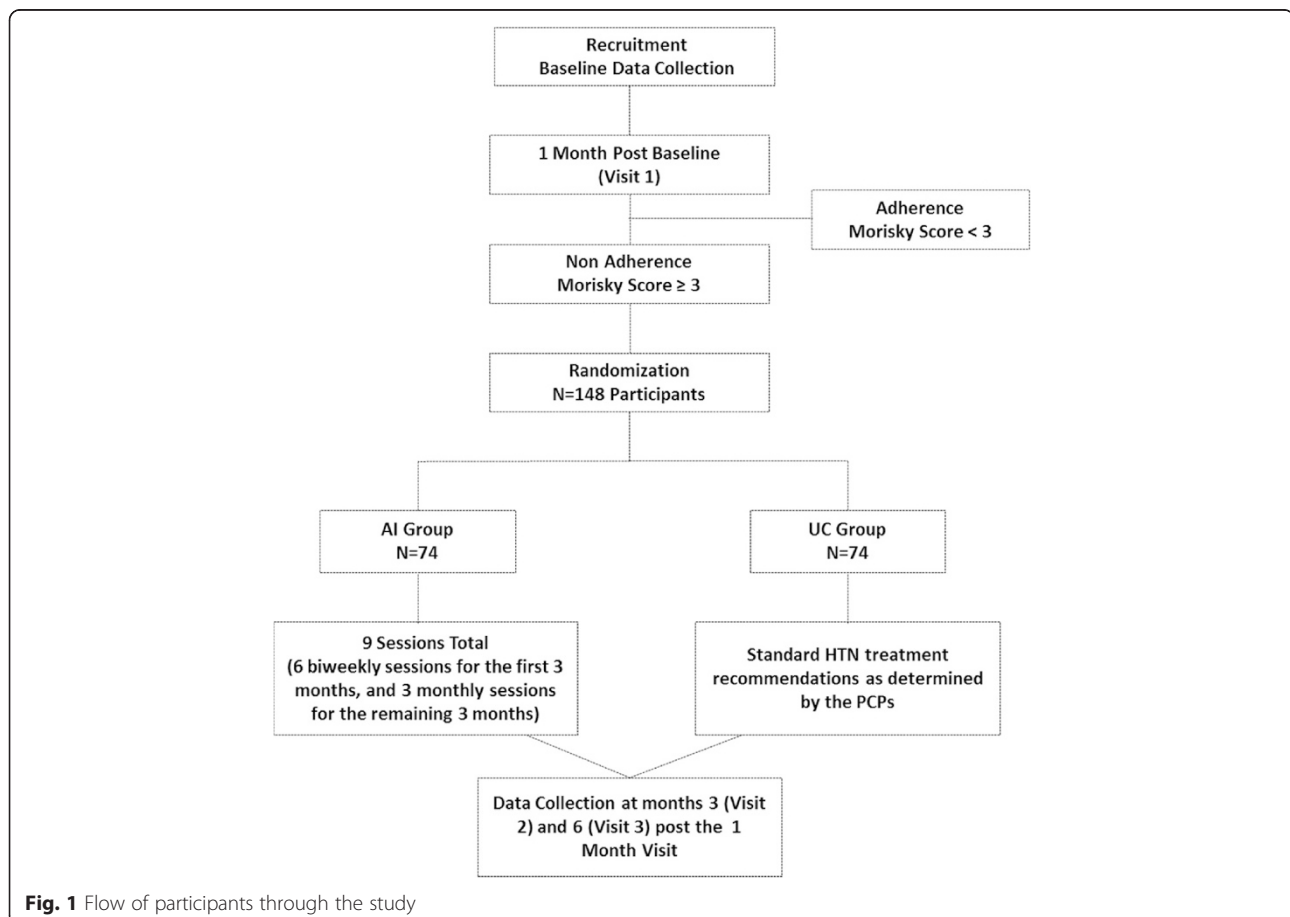 Recruitment
Baseline Data Collection
1 Month Post Baseline
(Visit 1)
Adherence
Morisky Score < 3
Non Adherence
Morisky Score ≥ 3
Randomization
N=148 Participants
AI Group
N=74
UC Group
N=74
9 Sessions Total
(6 biweekly sessions for the first 3
months, and 3 monthly sessions
for the remaining 3 months)
Standard HTN treatment
recommendations as determined
by the PCPs
Data Collection at months 3 (Visit
2) and 6 (Visit 3) post the 1
Month Visit
Fig. 1 Flow of participants through the study